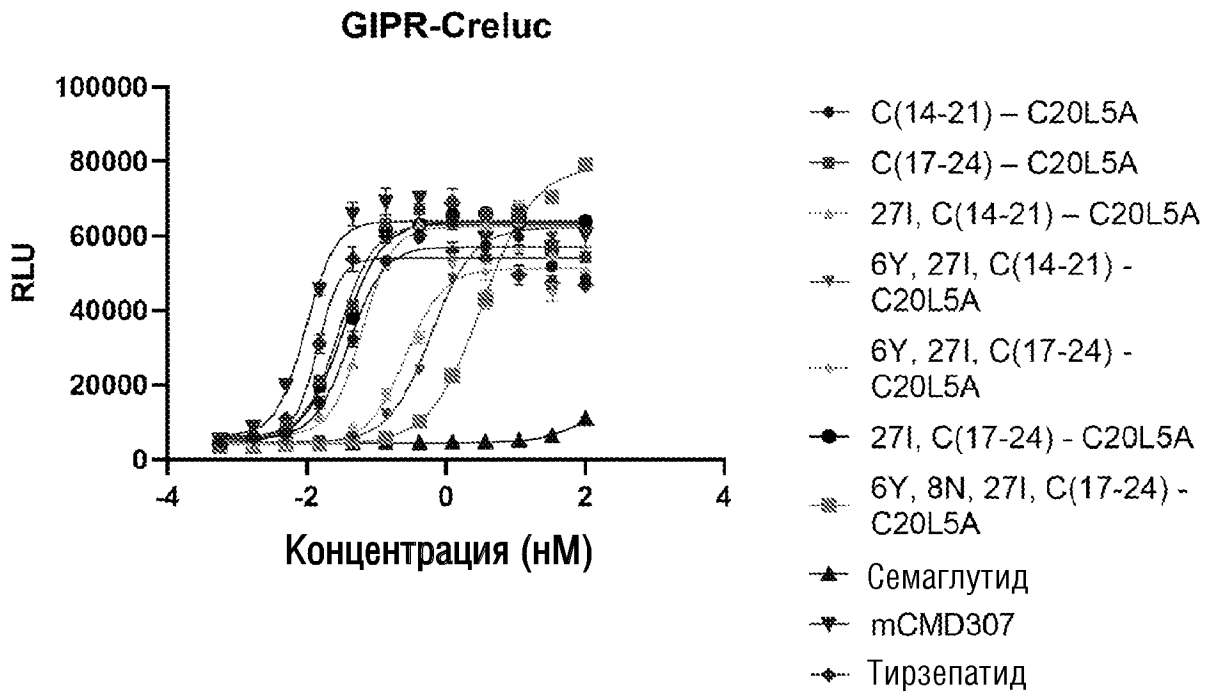 GIPR-Creluc
100000
80000
60000
40000
20000
0
RLU
-4
-2
0
2
4
Концентрация (нМ)
C(14-21) – C20L5A
C(17-24) – C20L5A
27I, C(14-21) – C20L5A
6Y, 27I, C(14-21) -
C20L5A
6Y, 27I, C(17-24) -
C20L5A
27I, C(17-24) - C20L5A
6Y, 8N, 27I, C(17-24) -
C20L5A
Семаглутид
mCMD307
Тирзепатид